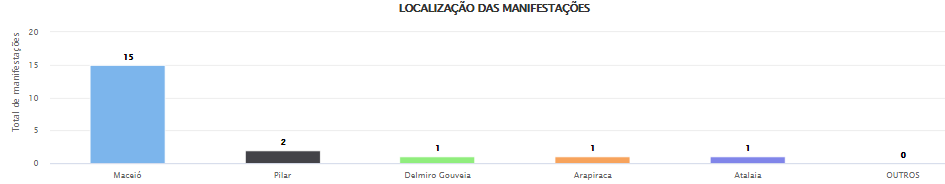 LOCALIZAÇÃO DAS MANIFESTAÇÕES
Total de manifestações
20
15
10
5
0
15
2
1
1
1
0
Maceió
Pilar
Delmiro Gouveia
Arapiraca
Atalaia
OUTROS